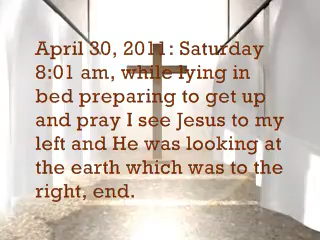 April 30, 2011: Saturday
8:01 am, while lying in
bed preparing to get up
and pray I see Jesus to my
left and He was looking at
the earth which was to the
right, end.